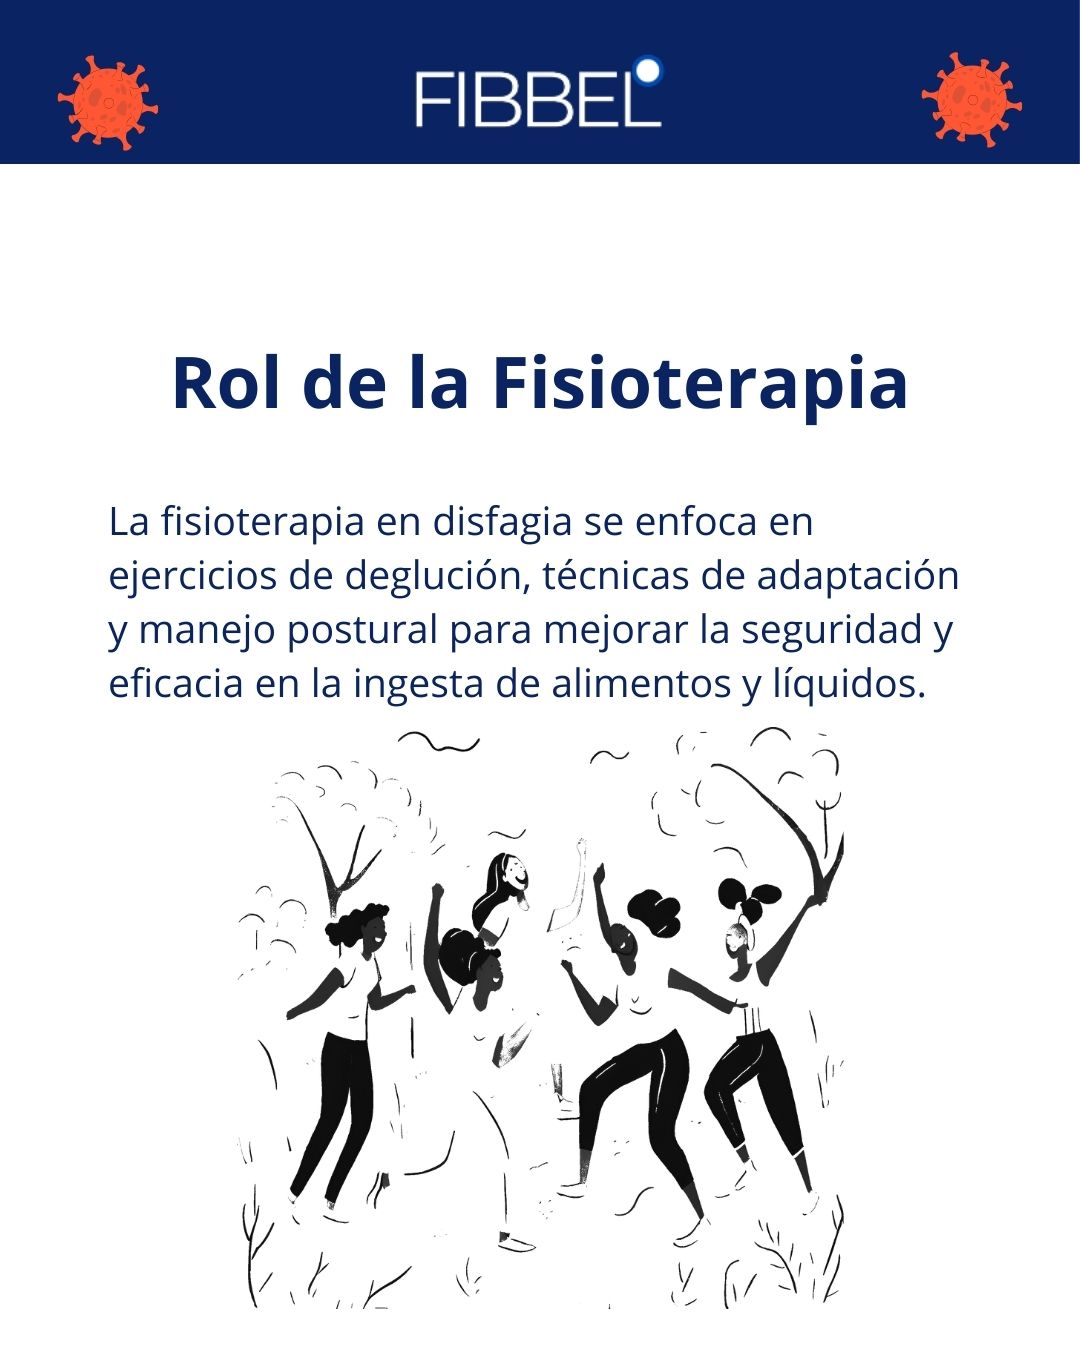 FIBBEL
Rol de la Fisioterapia
La fisioterapia en disfagia se enfoca en
ejercicios de deglución, técnicas de adaptación
y manejo postural para mejorar la seguridad y
eficacia en la ingesta de alimentos y líquidos.